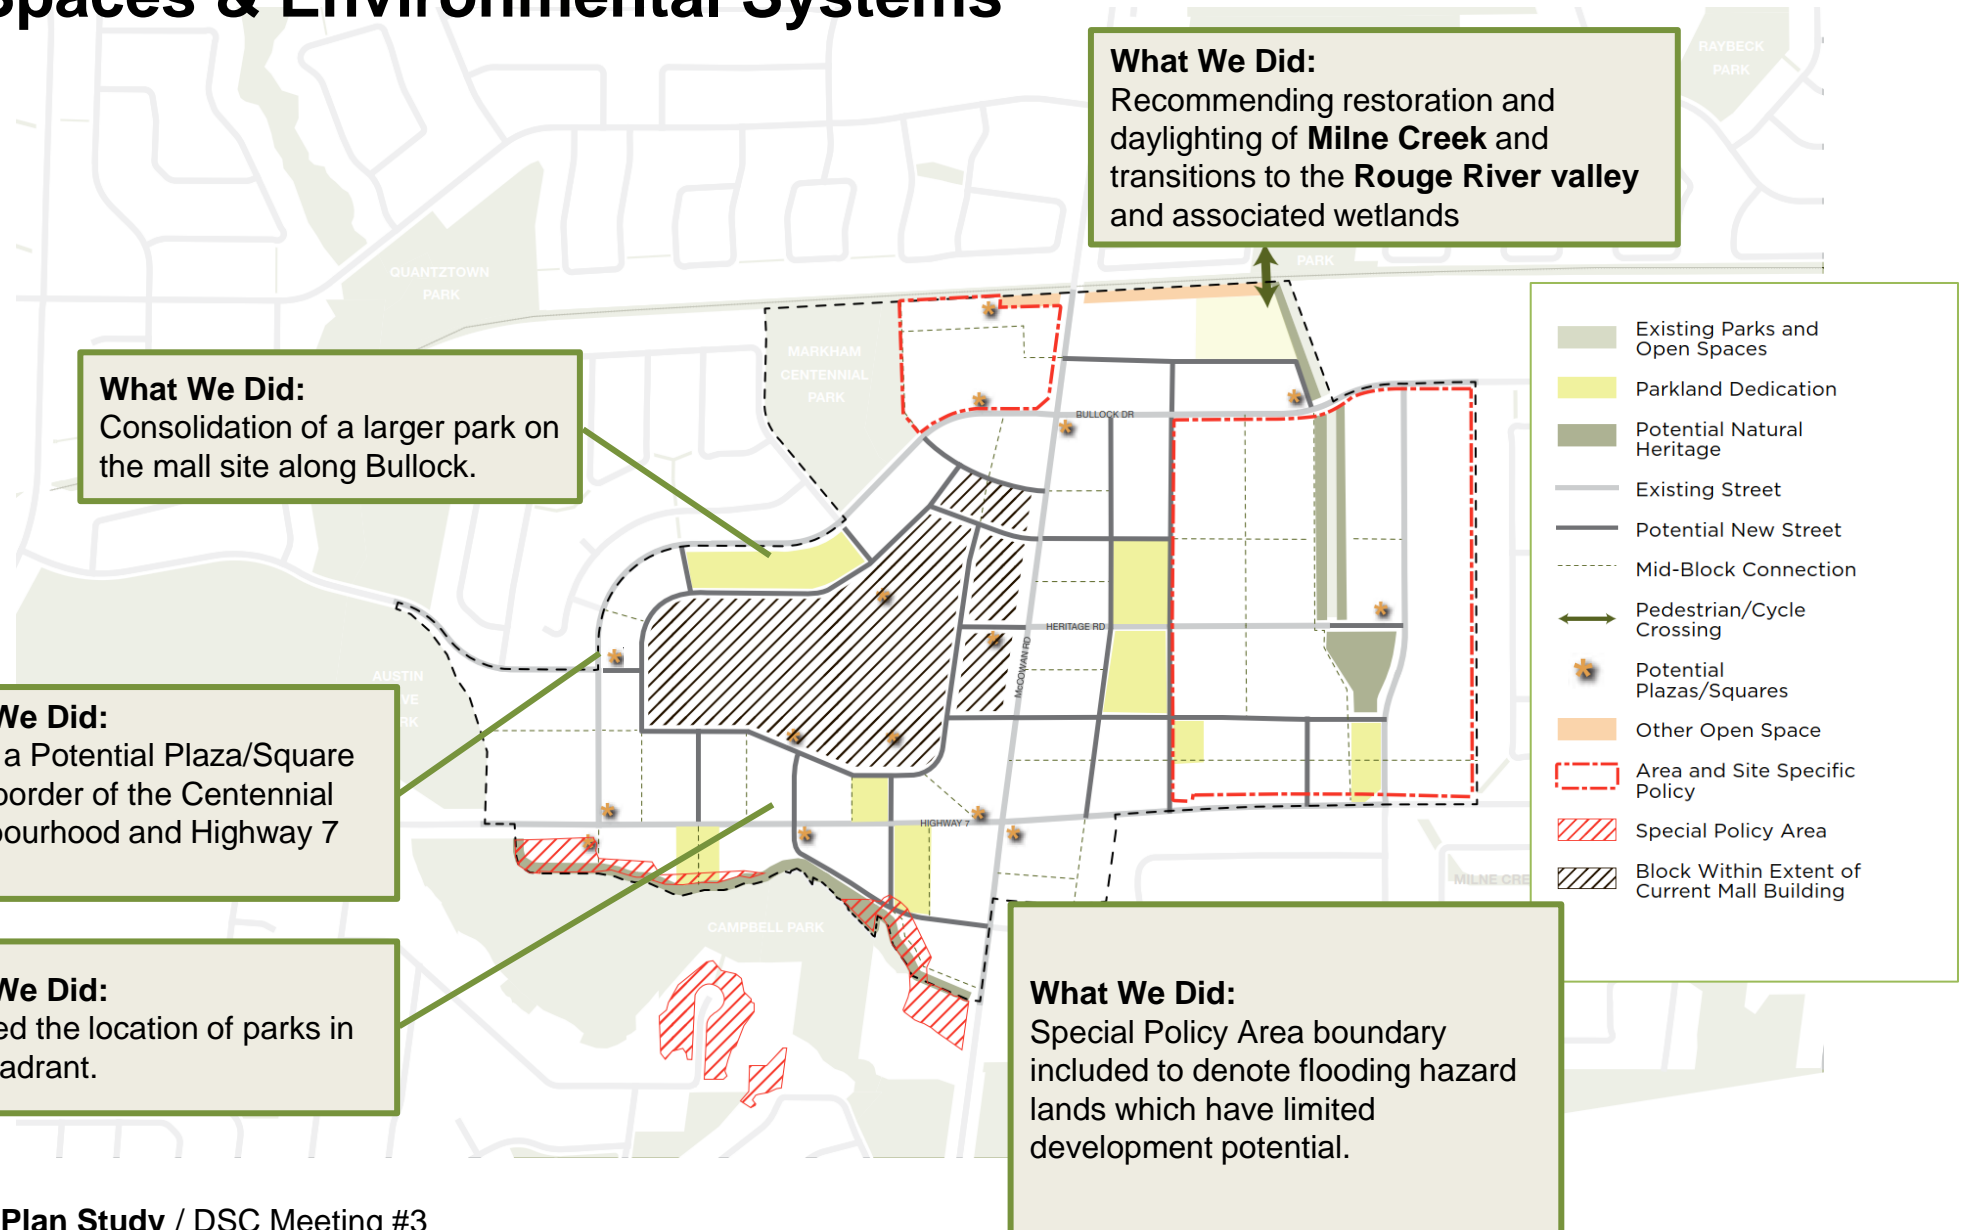 Spaces & Environmental Systems
RAYBECK
PARK
What We Did:
Recommending restoration and
daylighting of Milne Creek and
transitions to the Rouge River valley
and associated wetlands
PARK
QUANTZTOWN
PARK
MARKHAM
CENTENNIAL
PARK
What We Did:
Consolidation of a larger park on
the mall site along Bullock.
BULLOCK DR
HERITAGE RD
McCOWAN RD
HIGHWAY 7
AUSTIN
VE
RK
We Did:
a Potential Plaza/Square
border of the Centennial
bourhood and Highway 7
We Did:
ed the location of parks in
adrant.
CAMPBELL PARK
MILNE CRE
What We Did:
Special Policy Area boundary
included to denote flooding hazard
lands which have limited
development potential.
Existing Parks and
Open Spaces
Parkland Dedication
Potential Natural
Heritage
Existing Street
Potential New Street
Mid-Block Connection
Pedestrian/Cycle
Crossing
Potential
Plazas/Squares
Other Open Space
Area and Site Specific
Policy
Special Policy Area
Block Within Extent of
Current Mall Building
Plan Study / DSC Meeting #3